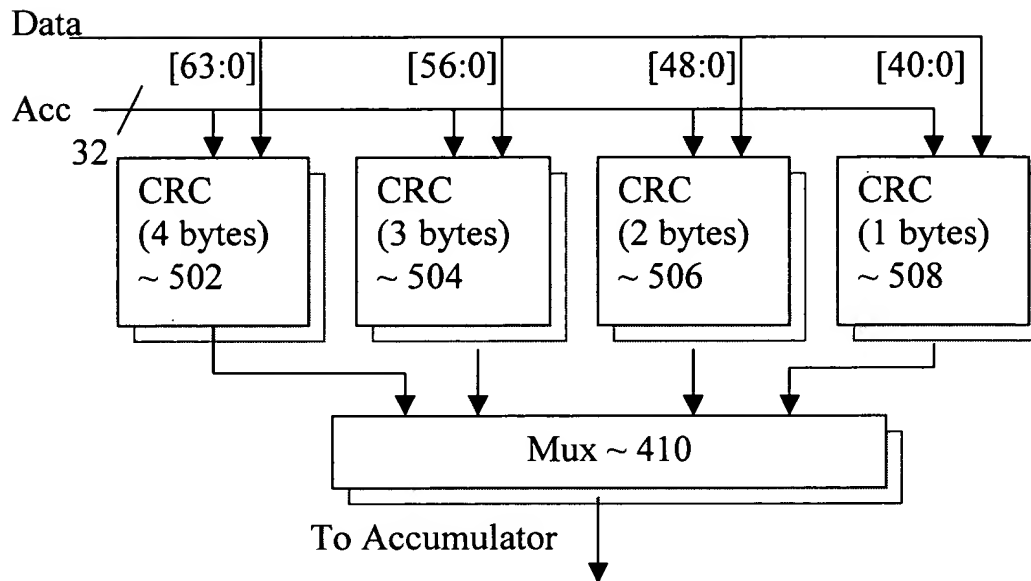 Data
[63:0] [56:0] [48:0] [40:0]
Acc
32
CRC
(4 bytes)
~ 502
CRC
(3 bytes)
~ 504
CRC
(2 bytes)
~ 506
CRC
(1 bytes)
~ 508
Mux ~ 410
To Accumulator